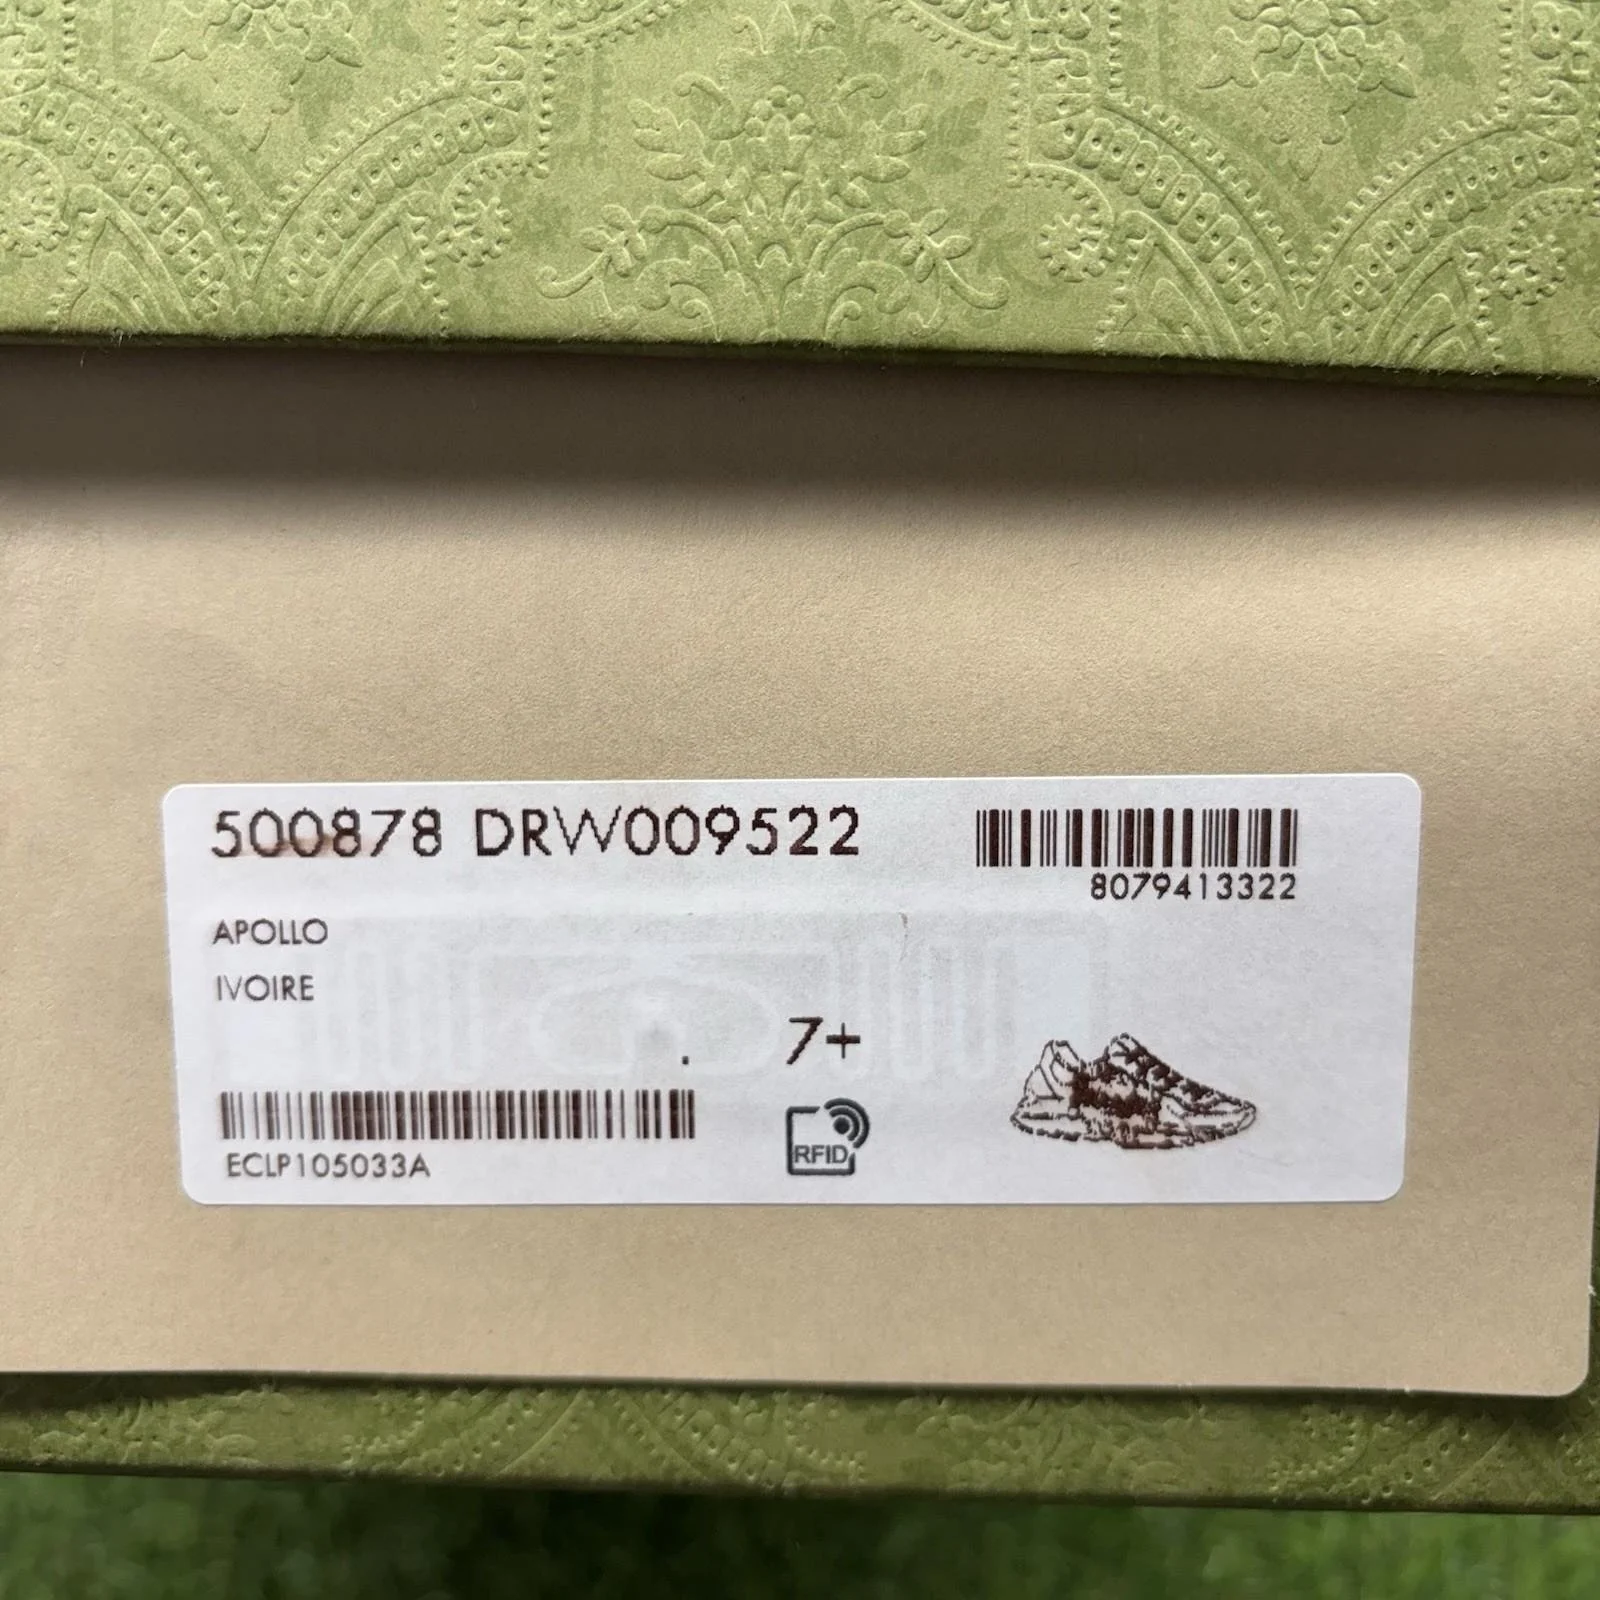 500878 DRW009522
8079413322
APOLLO
IVOIRE
. 7+
ECLP105033A
RFID